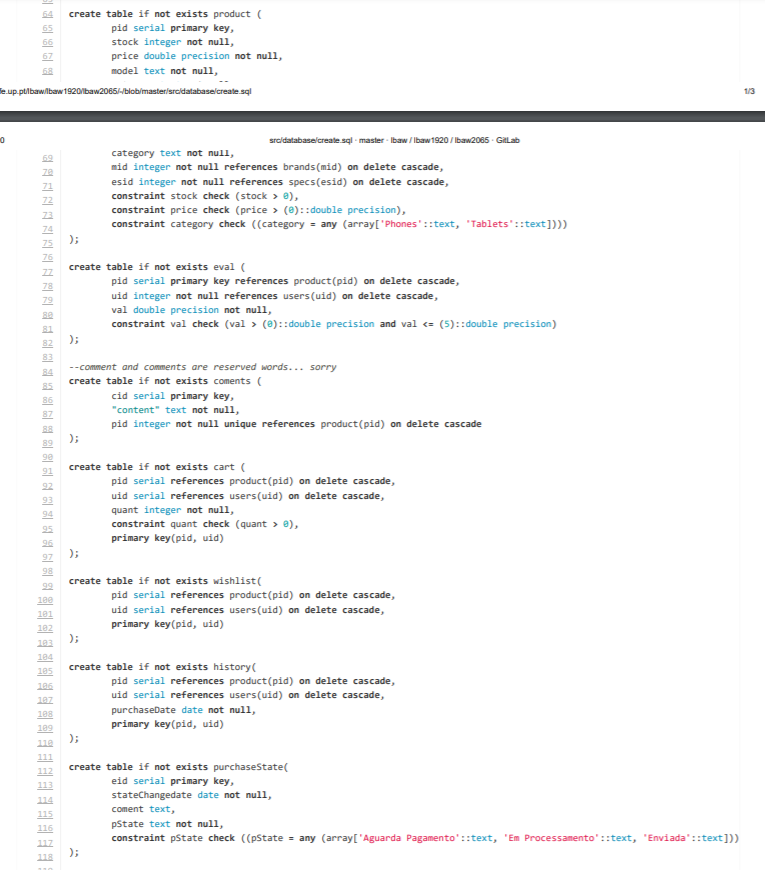 64 create table if not exists product (
65 pid serial primary key,
66 stock integer not null,
67 price double precision not null,
68 model text not null,
fe.up.pt/lbaw/lbaw1920/lbaw2065/-/blob/master/src/database/create.sql 1/3
0 src/database/create.sql · master · lbaw / lbaw1920 / lbaw2065 · GitLab
69 category text not null,
70 mid integer not null references brands(mid) on delete cascade,
71 esid integer not null references specs(esid) on delete cascade,
72 constraint stock check (stock > 0),
73 constraint price check (price > (0)::double precision),
74 constraint category check ((category = any (array['Phones'::text, 'Tablets'::text])))
75 );
76
77 create table if not exists eval (
78 pid serial primary key references product(pid) on delete cascade,
79 uid integer not null references users(uid) on delete cascade,
80 val double precision not null,
81 constraint val check (val > (0)::double precision and val <= (5)::double precision)
82 );
83
84 --comment and comments are reserved words... sorry
85 create table if not exists coments (
86 cid serial primary key,
87 "content" text not null,
88 pid integer not null unique references product(pid) on delete cascade
89 );
90
91 create table if not exists cart (
92 pid serial references product(pid) on delete cascade,
93 uid serial references users(uid) on delete cascade,
94 quant integer not null,
95 constraint quant check (quant > 0),
96 primary key(pid, uid)
97 );
98
99 create table if not exists wishlist(
100 pid serial references product(pid) on delete cascade,
101 uid serial references users(uid) on delete cascade,
102 primary key(pid, uid)
103 );
104
105 create table if not exists history(
106 pid serial references product(pid) on delete cascade,
107 uid serial references users(uid) on delete cascade,
108 purchaseDate date not null,
109 primary key(pid, uid)
110 );
111
112 create table if not exists purchaseState(
113 eid serial primary key,
114 stateChangedate date not null,
115 coment text,
116 pState text not null,
117 constraint pState check ((pState = any (array['Aguarda Pagamento'::text, 'Em Processamento'::text, 'Enviada'::text]))
118 );